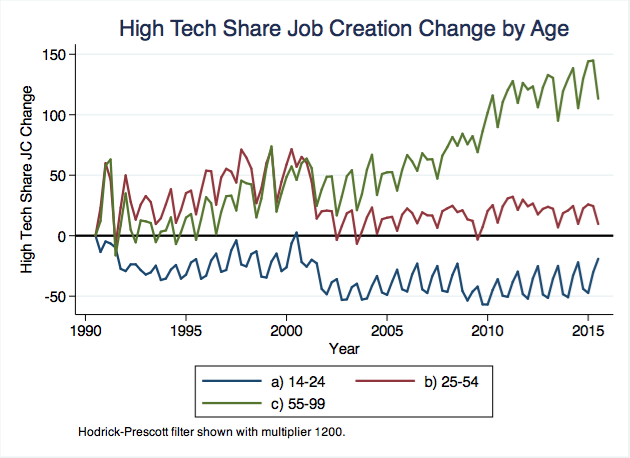 High Tech Share Job Creation Change by Age
High Tech Share JC Change
150
100
50
0
-50
1990 1995 2000 2005 2010 2015
Year
a) 14-24 b) 25-54
c) 55-99
Hodrick-Prescott filter shown with multiplier 1200.